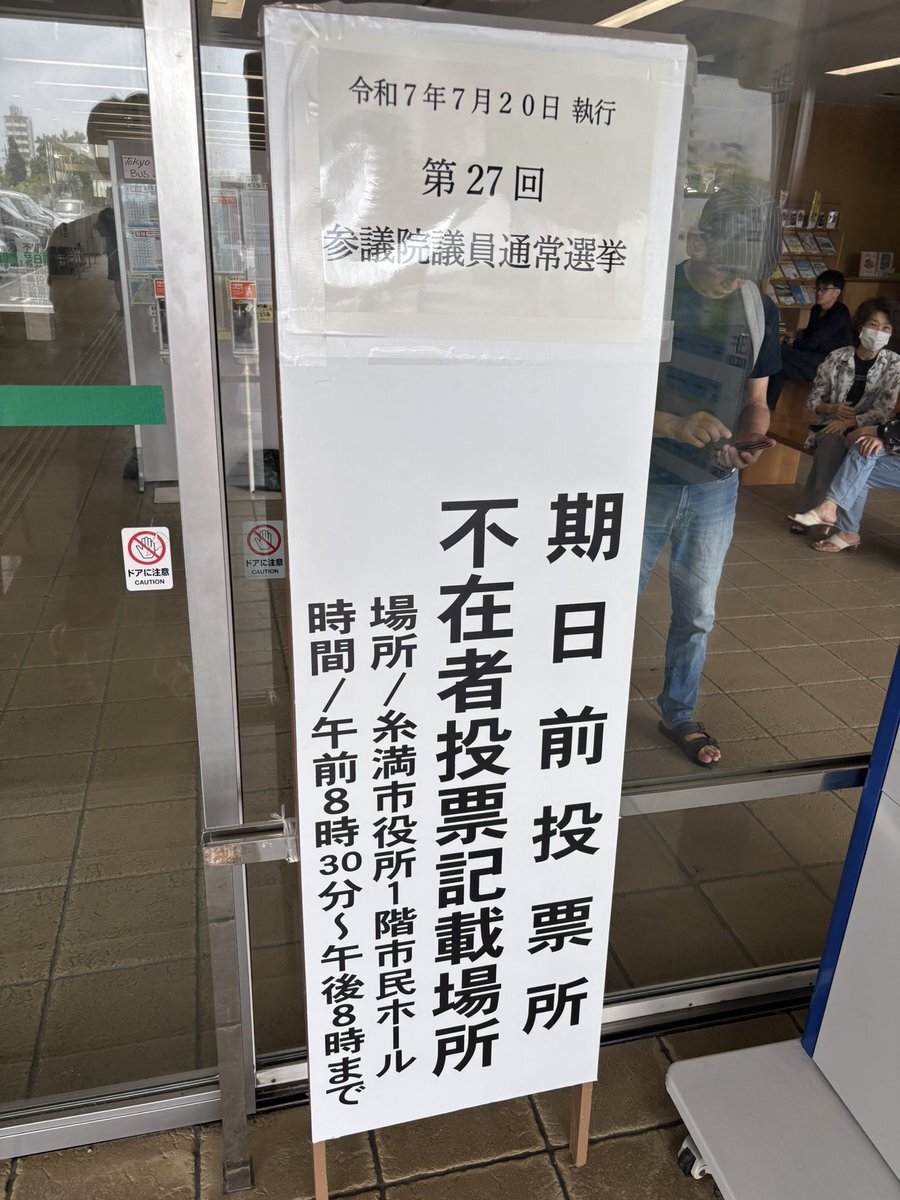 令和7年7月20日 執行
第27回
参議院議員通常選挙
期日前投票所
不在者投票記載場所
場所/糸満市役所1階市民ホール
時間/午前8時30分~午後8時まで
ドアに注意
CAUTION
ドアに注意
CAUTION
Tokyo